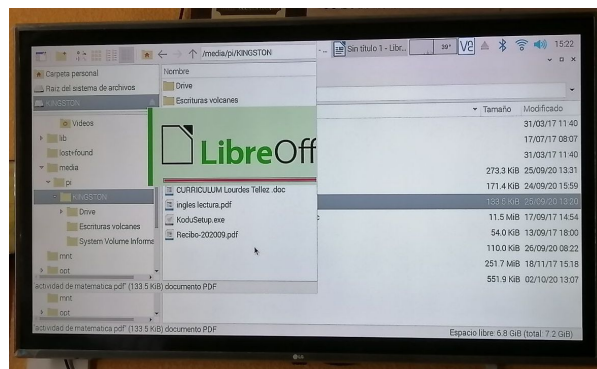 /media/pi/KINGSTON
Sin título 1 - Libr...
39°
V2
15:22
Carpeta personal
Raíz del sistema de archivos
KINGSTON
Nombre
Drive
Escrituras volcanes
Tamaño
Modificado
Videos
lib
lost+found
media
pi
KINGSTON
Drive
Escrituras volcanes
System Volume Informa
mnt
opt
LibreOff
CURRICULUM Lourdes Tellez .doc
ingles lectura.pdf
KoduSetup.exe
Recibo-202009.pdf
31/03/17 11:40
17/07/17 08:07
31/03/17 11:40
273.3 KiB 25/09/20 13:31
171.4 KiB 24/09/20 15:59
133.5 KiB 25/09/20 13:20
11.5 MiB 17/09/17 14:54
54.0 KiB 13/09/17 18:00
110.0 KiB 26/09/20 08:22
251.7 MiB 18/11/17 15:18
551.9 KiB 02/10/20 13:07
actividad de matematica pdf" (133.5 KiB) documento PDF
mnt
opt
"actividad de matematica pdf" (133.5 KiB) documento PDF
Espacio libre: 6.8 GiB (total: 7.2 GiB)
LG